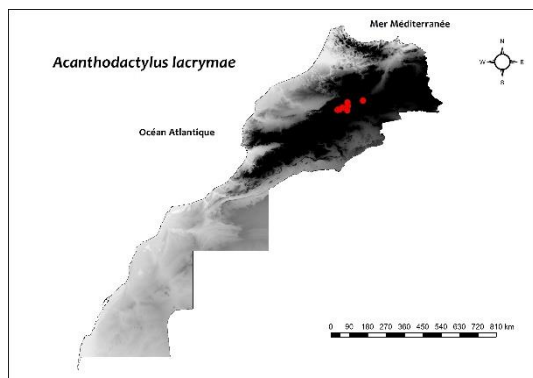 Mer Méditerranée
Acanthodactylus lacrymae
N
W E
S
Océan Atlantique
0 90 180 270 360 450 540 630 720 810 km